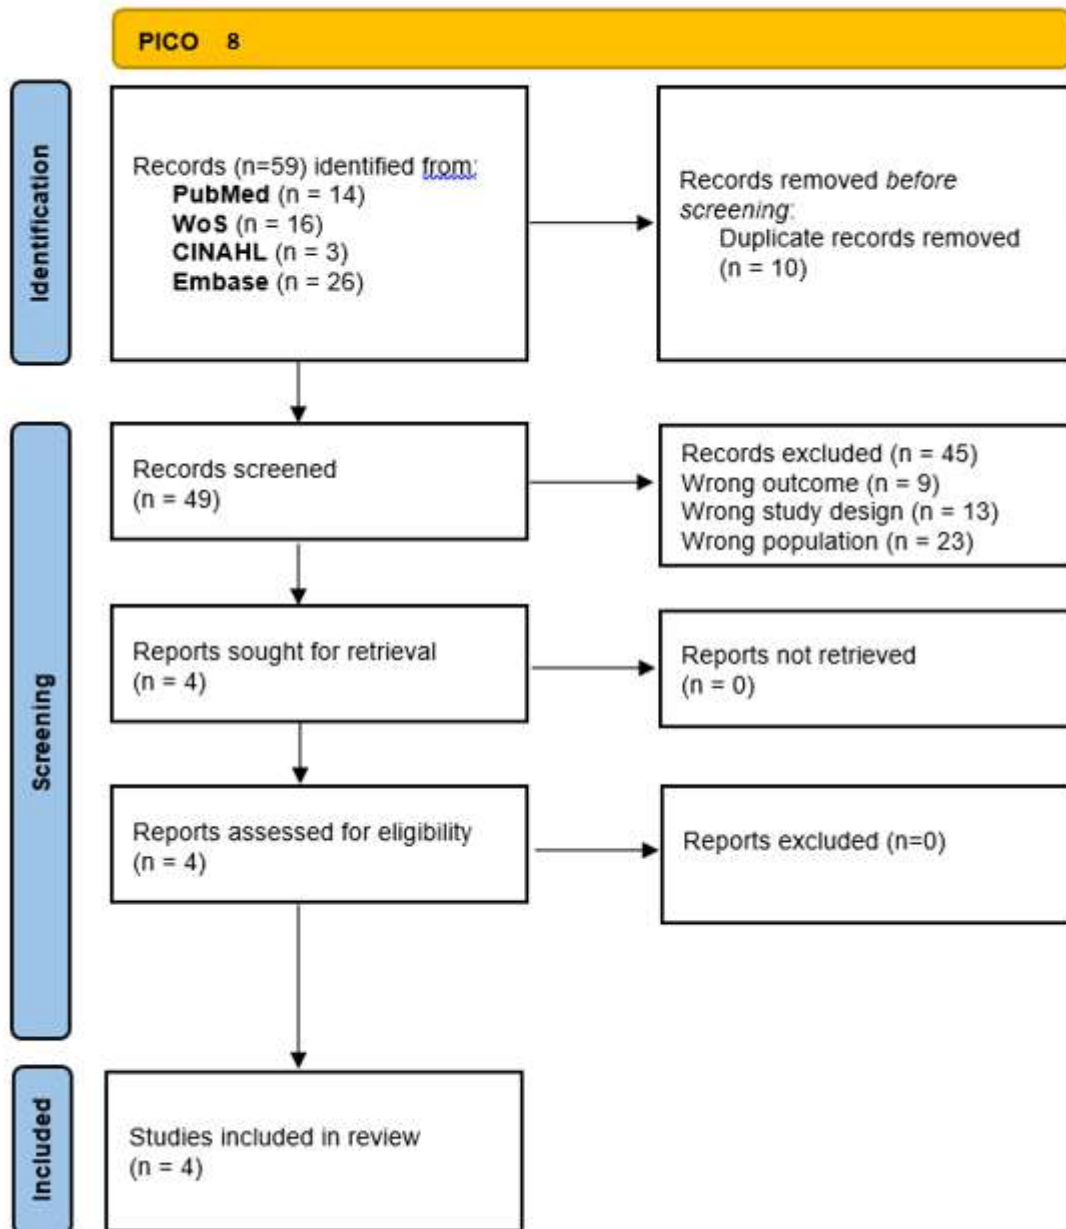 PICO 8
Identification
Records (n=59) identified from:
PubMed (n = 14)
WoS (n = 16)
CINAHL (n = 3)
Embase (n = 26)
Records removed before
screening:
Duplicate records removed
(n = 10)
Screening
Records screened
(n = 49)
Records excluded (n = 45)
Wrong outcome (n = 9)
Wrong study design (n = 13)
Wrong population (n = 23)
Reports sought for retrieval
(n = 4)
Reports not retrieved
(n = 0)
Reports assessed for eligibility
(n = 4)
Reports excluded (n=0)
Included
Studies included in review
(n = 4)